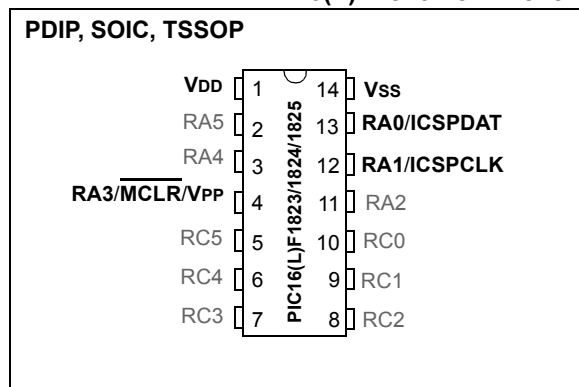 PDIP, SOIC, TSSOP
VDD 1 14 VSS
RA5 2 13 RA0/ICSPDAT
RA4 3 12 RA1/ICSPCLK
RA3/MCLR/VPP 4 11 RA2
RC5 5 10 RC0
RC4 6 9 RC1
RC3 7 8 RC2
PIC16(L)F1823/1824/1825